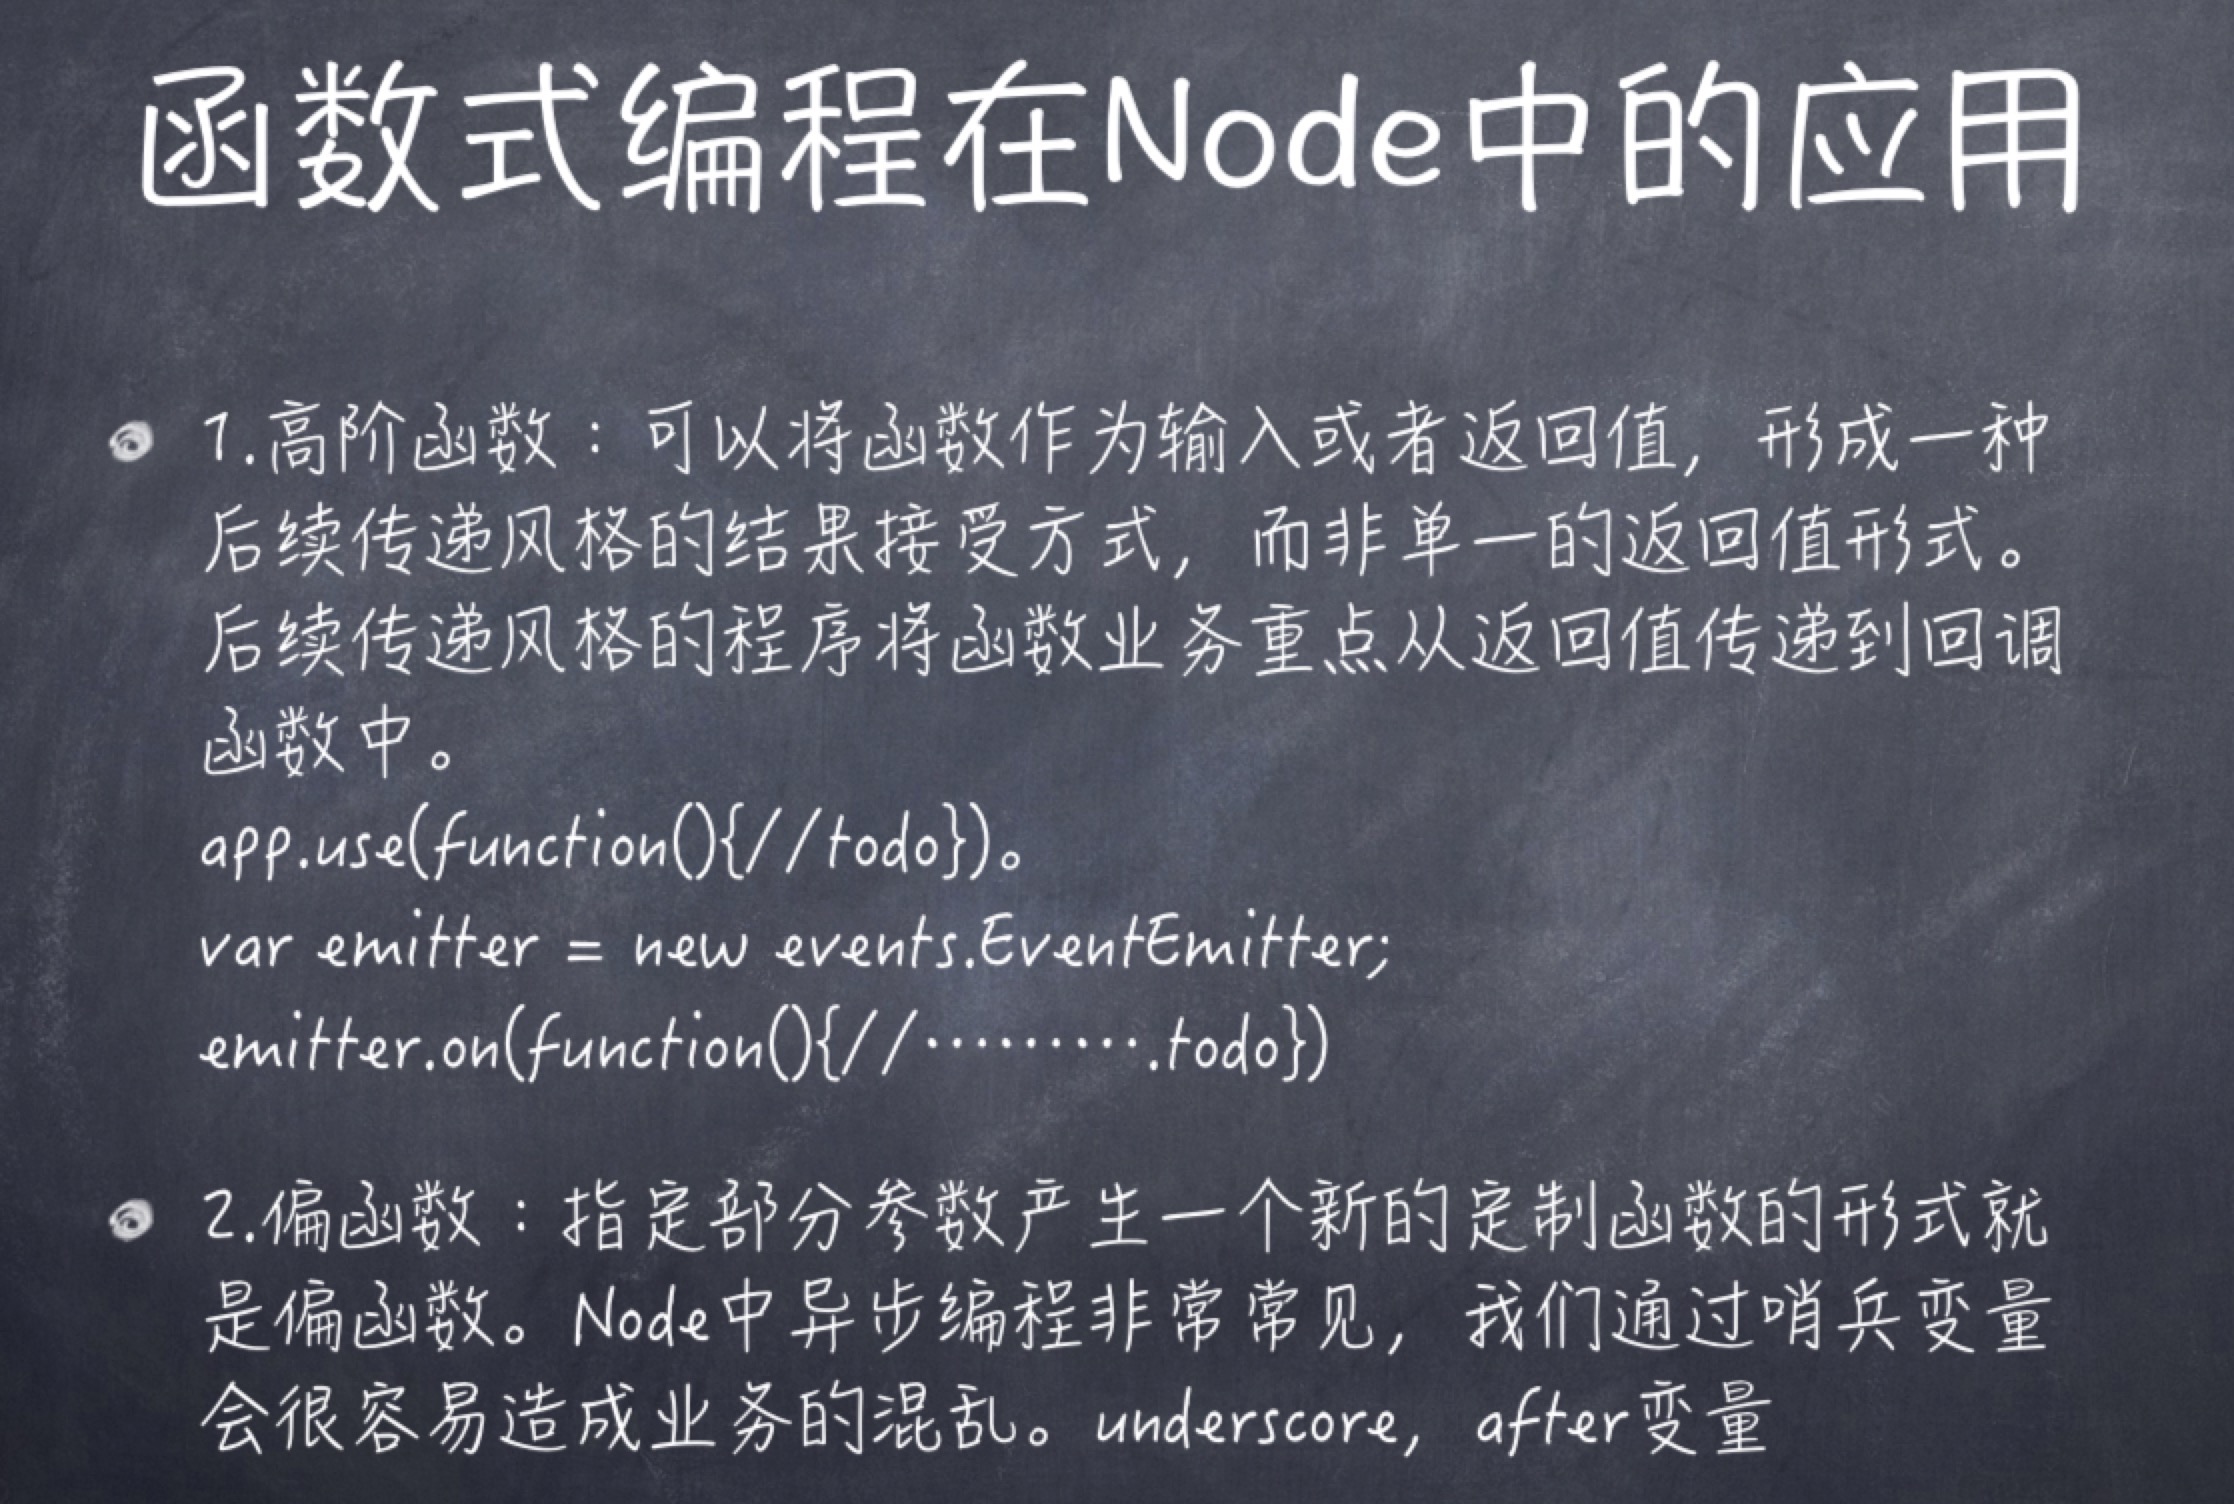 函数式编程在Node中的应用
1.高阶函数：可以将函数作为输入或者返回值，形成一种
后续传递风格的结果接受方式，而非单一的返回值形式。
后续传递风格的程序将函数业务重点从返回值传递到回调
函数中。
app.use(function(){//todo})。
var emitter = new events.EventEmitter;
emitter.on(function(){//……….todo})
2.偏函数：指定部分参数产生一个新的定制函数的形式就
是偏函数。Node中异步编程非常常见，我们通过哨兵变量
会很容易造成业务的混乱。underscore，after变量